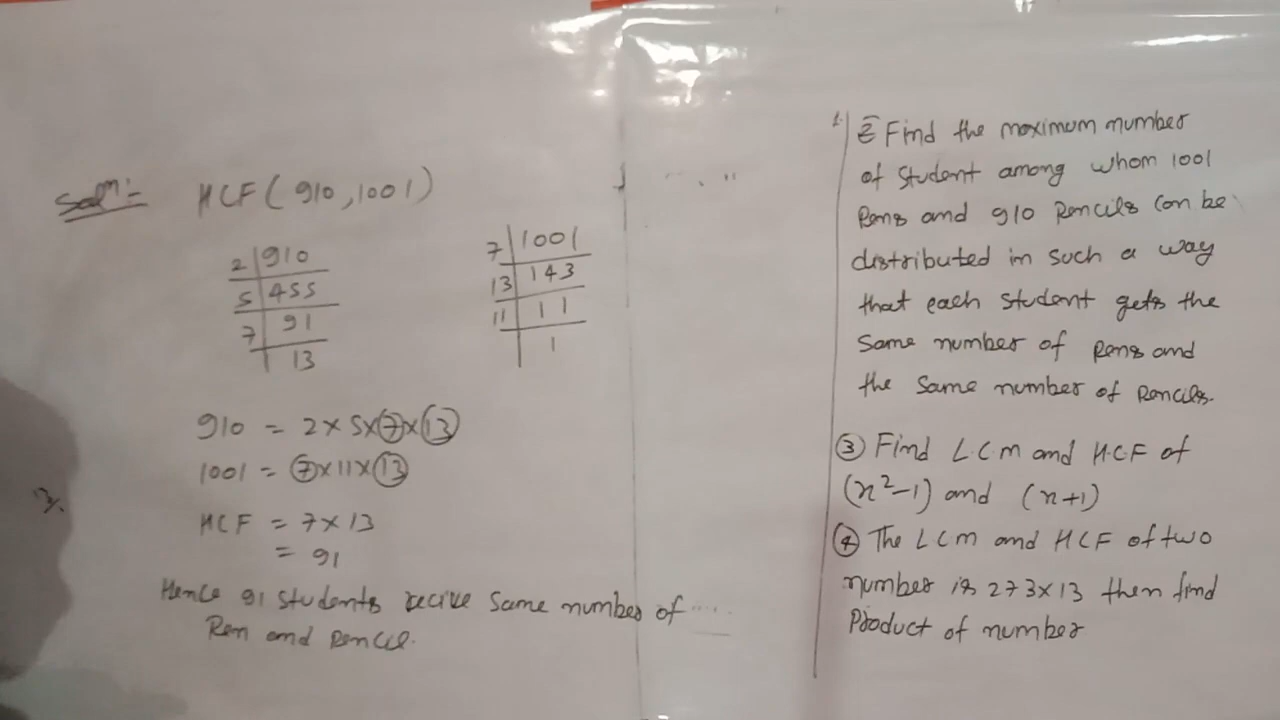 Solⁿ:-
HCF (910, 1001)
2 | 910
5 | 455
7 | 91
13
7 | 1001
13 | 143
11 | 11
1
910 = 2 x 5 x 7 x 13
1001 = 7 x 11 x 13
HCF = 7 x 13
= 91
Hence 91 students recive same number of
Pen and pencil.
1. Find the maximum number
of student among whom 1001
Pens and 910 Pencils can be
distributed in such a way
that each student gets the
same number of pens and
the same number of Pencils.
③ Find L.C.M and H.C.F of
(x²-1) and (x+1)
④ The LCM and HCF of two
number is 273x13 then find
Product of number